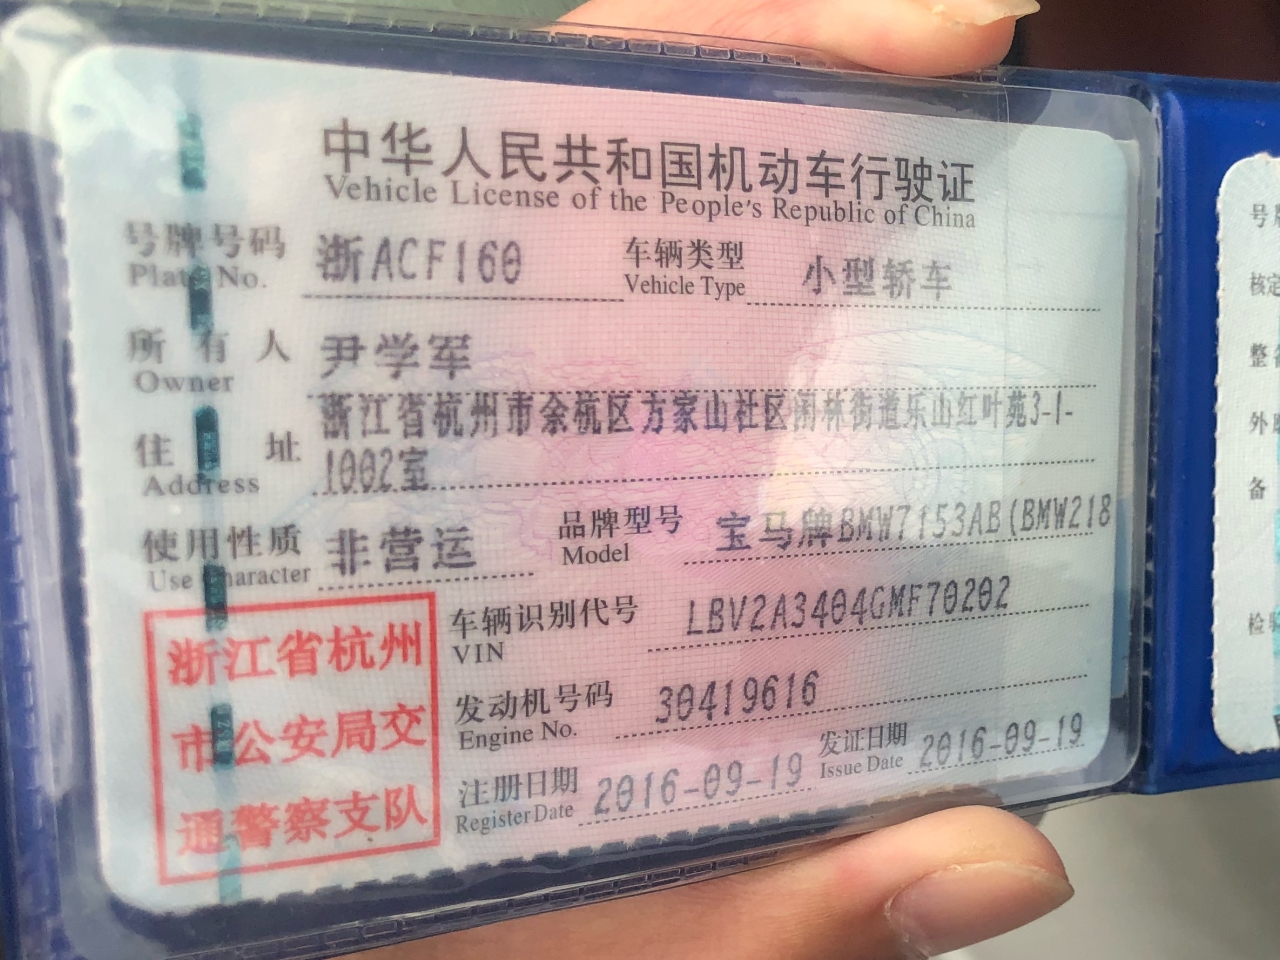 中华人民共和国机动车行驶证
Vehicle License of the People's Republic of China
号牌号码 浙ACF160 车辆类型 小型轿车
Plate No. Vehicle Type
所有人 尹学军
Owner
浙江省杭州市余杭区方家山社区闲林街道乐山红叶苑3-1-
住址 1002室
Address
使用性质 非营运 品牌型号 宝马牌BMW7153AB(BMW218
Use Character Model
车辆识别代号 LBV2A3404GMF70202
VIN
发动机号码 30419616
Engine No.
注册日期 2016-09-19 发证日期 2016-09-19
Register Date Issue Date
浙江省杭州
市公安局交
通警察支队
号
核定
整
外
备
检验